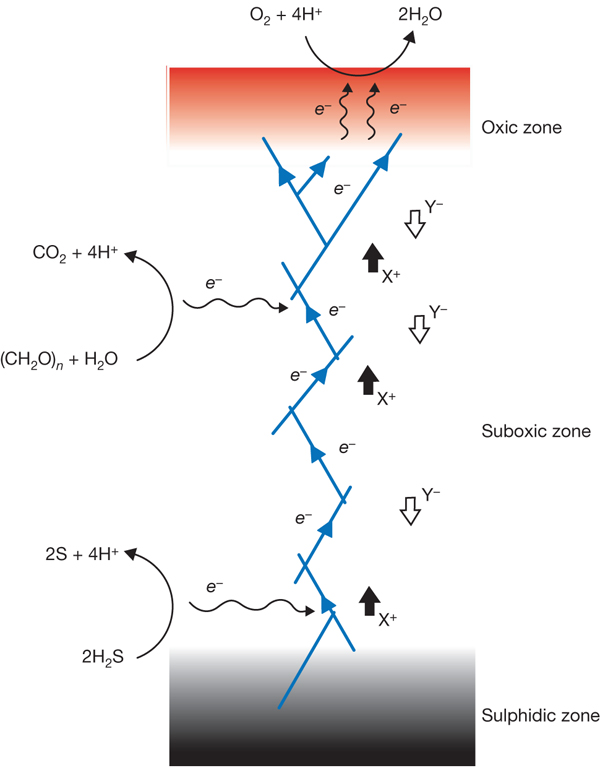 O₂ + 4H⁺ 2H₂O
e⁻ e⁻
Oxic zone
e⁻
Y⁻
CO₂ + 4H⁺
X⁺
e⁻
e⁻
Y⁻
(CH₂O)ₙ + H₂O
e⁻
X⁺
Suboxic zone
e⁻
Y⁻
e⁻
2S + 4H⁺
e⁻
X⁺
2H₂S
Sulphidic zone